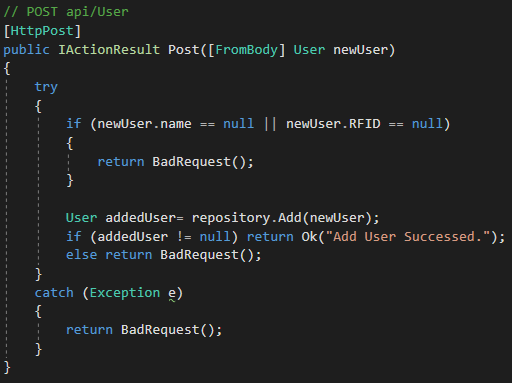 // POST api/User
[HttpPost]
public IActionResult Post([FromBody] User newUser)
{
    try
    {
        if (newUser.name == null || newUser.RFID == null)
        {
            return BadRequest();
        }

        User addedUser= repository.Add(newUser);
        if (addedUser != null) return Ok("Add User Successed.");
        else return BadRequest();
    }
    catch (Exception e)
    {
        return BadRequest();
    }
}